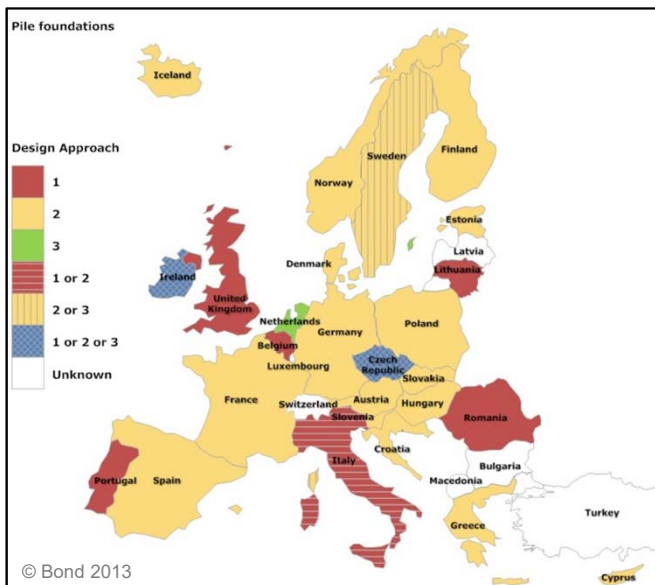 Pile foundations
Iceland
Design Approach
1
2
3
1 or 2
2 or 3
1 or 2 or 3
Unknown
Sweden
Finland
Norway
Estonia
Latvia
Denmark
Lithuania
Ireland
United
Kingdom
Netherlands
Germany
Poland
Belgium
Luxembourg
Czech
Republic
Slovakia
France
Austria
Switzerland
Hungary
Slovenia
Romania
Croatia
Italy
Bulgaria
Portugal
Spain
Macedonia
Turkey
Greece
Cyprus
© Bond 2013